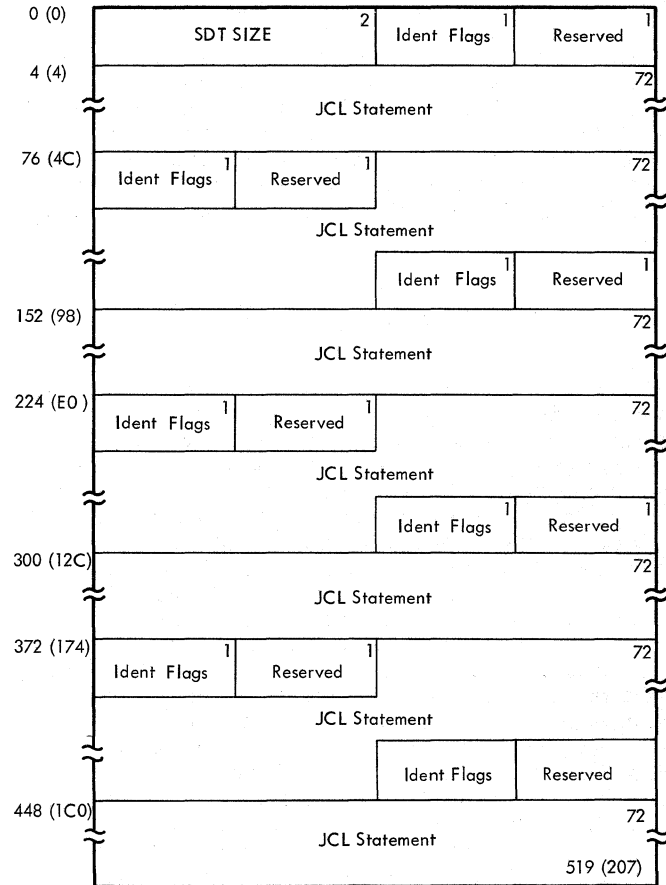 0 (0)
SDT SIZE 2 Ident Flags 1 Reserved 1
4 (4) 72
JCL Statement
76 (4C) Ident Flags 1 Reserved 1 72
JCL Statement
Ident Flags 1 Reserved 1
152 (98) 72
JCL Statement
224 (E0) Ident Flags 1 Reserved 1 72
JCL Statement
Ident Flags 1 Reserved 1
300 (12C) 72
JCL Statement
372 (174) Ident Flags 1 Reserved 1 72
JCL Statement
Ident Flags Reserved
448 (1C0) 72
JCL Statement
519 (207)